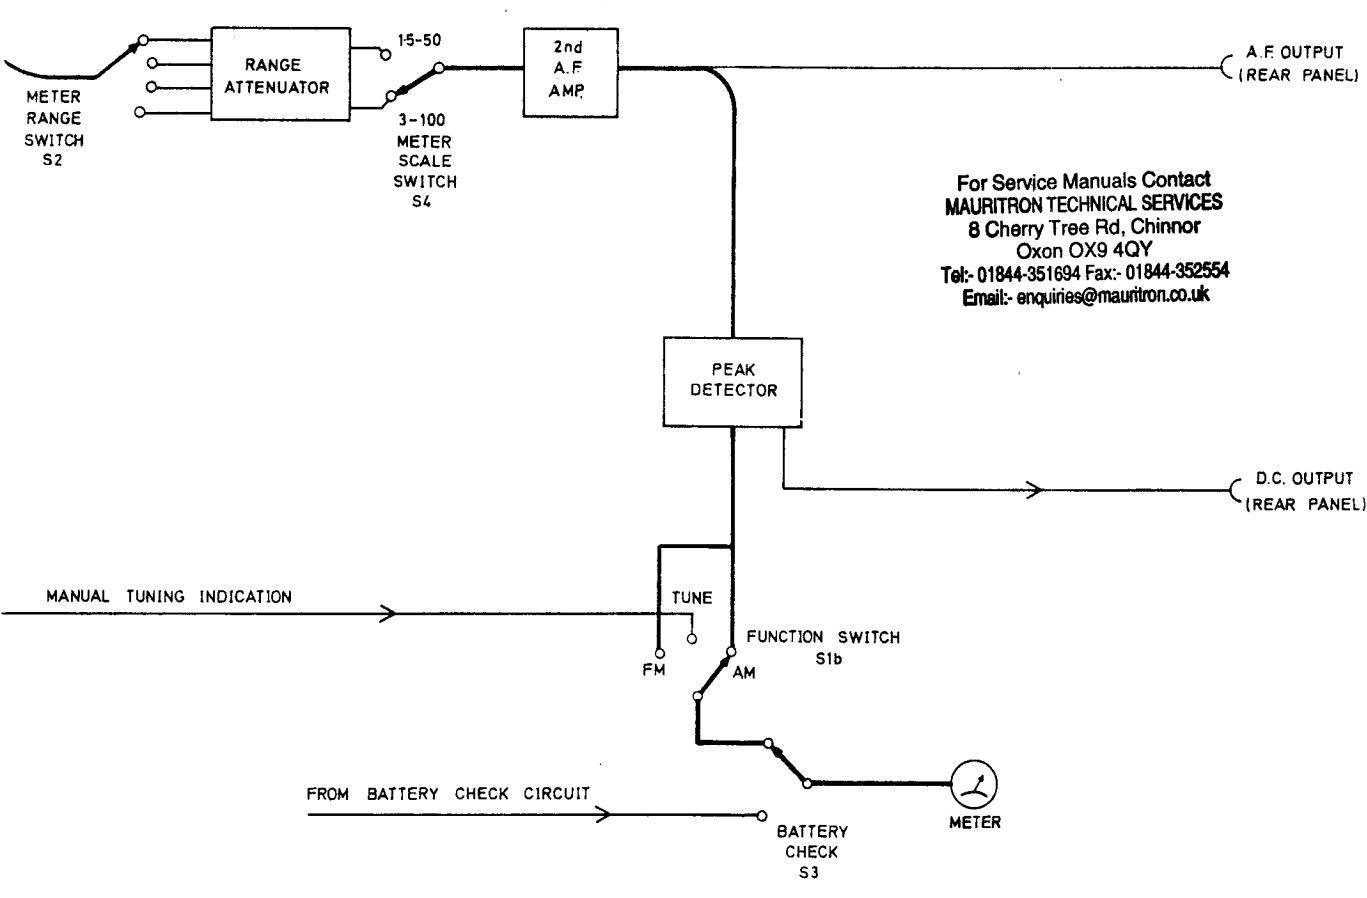 RANGE
ATTENUATOR
METER
RANGE
SWITCH
S2
1·5-50
3-100
METER
SCALE
SWITCH
S4
2nd
A.F.
AMP.
A.F. OUTPUT
(REAR PANEL)
For Service Manuals Contact
MAURITRON TECHNICAL SERVICES
8 Cherry Tree Rd, Chinnor
Oxon OX9 4QY
Tel:- 01844-351694 Fax:- 01844-352554
Email:- enquiries@mauritron.co.uk
PEAK
DETECTOR
D.C. OUTPUT
(REAR PANEL)
MANUAL TUNING INDICATION
TUNE
FM
AM
FUNCTION SWITCH
S1b
FROM BATTERY CHECK CIRCUIT
BATTERY
CHECK
S3
METER